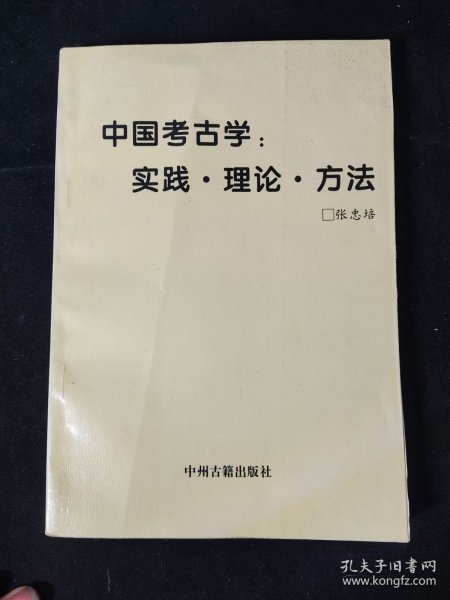 中国考古学：
实践·理论·方法
□张忠培
中州古籍出版社
孔夫子旧书网
www.kongfz.com